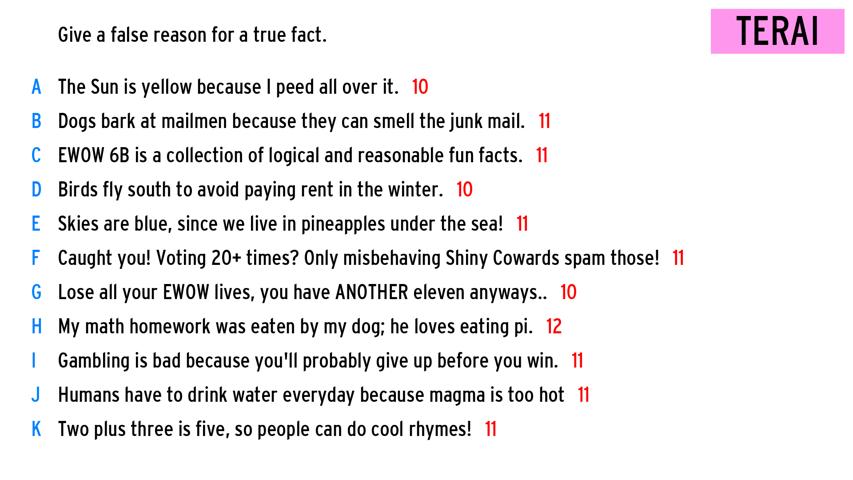 Give a false reason for a true fact.
TERAI
A The Sun is yellow because I peed all over it. 10
B Dogs bark at mailmen because they can smell the junk mail. 11
C EWOW 6B is a collection of logical and reasonable fun facts. 11
D Birds fly south to avoid paying rent in the winter. 10
E Skies are blue, since we live in pineapples under the sea! 11
F Caught you! Voting 20+ times? Only misbehaving Shiny Cowards spam those! 11
G Lose all your EWOW lives, you have ANOTHER eleven anyways.. 10
H My math homework was eaten by my dog; he loves eating pi. 12
I Gambling is bad because you'll probably give up before you win. 11
J Humans have to drink water everyday because magma is too hot 11
K Two plus three is five, so people can do cool rhymes! 11